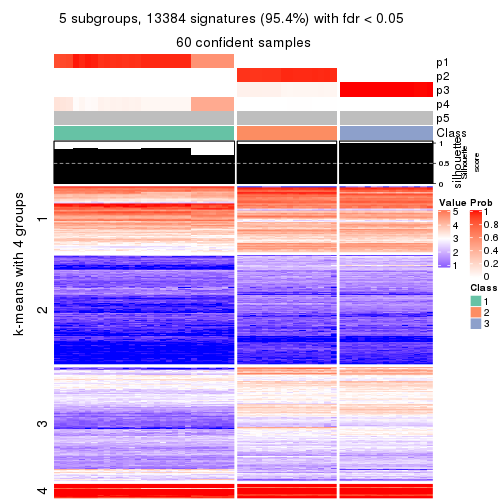 5 subgroups, 13384 signatures (95.4%) with fdr < 0.05
60 confident samples
p1
p2
p3
p4
p5
Class
1
0.5
0
silhouette
Silhouette
score
k-means with 4 groups
1
2
3
4
Value
5
4
3
2
1
Prob
1
0.8
0.6
0.4
0.2
0
Class
1
2
3